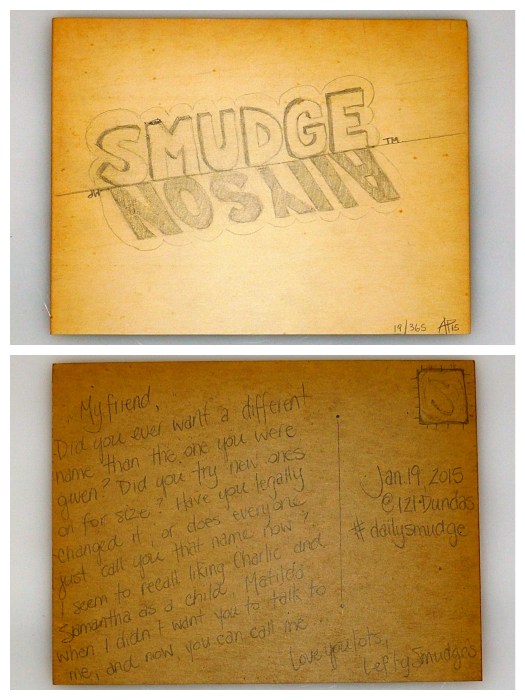 SMUDGE
TM
ALLYSON
19/365 AP15
My friend,
Did you ever want a different
name than the one you were
given? Did you try new ones
on for size? Have you legally
changed it, or does everyone
just call you that name now?
I seem to recall liking Charlie and
Samantha as a child, Matilda
when I didn't want you to talk to
me, and now you can call me...
Love you lots,
Lefty Smudges
Jan. 19. 2015
@121.Dundas
#dailysmudge